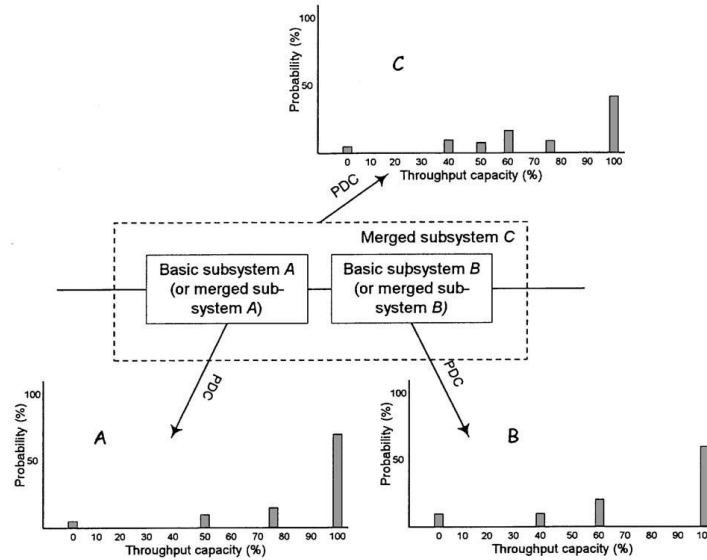 100
50
Probability (%)
C
0 10 20 30 40 50 60 70 80 90 100
Throughput capacity (%)
PDC
Merged subsystem C
Basic subsystem A
(or merged sub-
system A)
Basic subsystem B
(or merged sub-
system B)
PDC
PDC
100
50
Probability (%)
A
0 10 20 30 40 50 60 70 80 90 100
Throughput capacity (%)
100
50
Probability (%)
B
0 10 20 30 40 50 60 70 80 90 100
Throughput capacity (%)